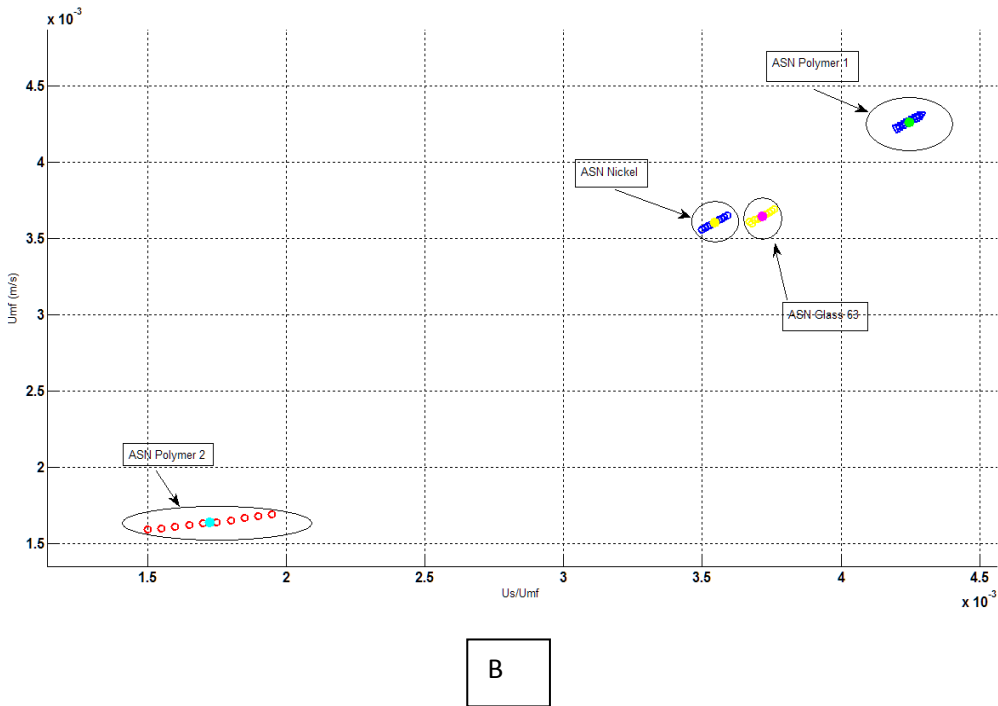 x 10⁻³
ASN Polymer 1
4.5
4
ASN Nickel
3.5
Umf (m/s)
ASN Glass 63
3
2.5
ASN Polymer 2
2
1.5
1.5 2 2.5 3 3.5 4 4.5
Us/Umf
x 10⁻³
B